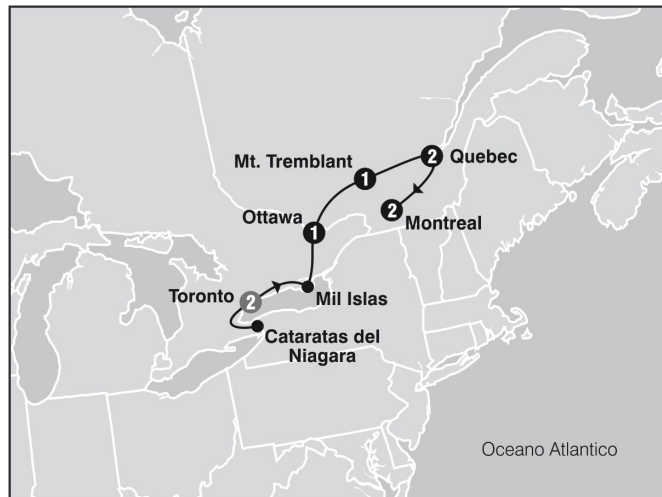 2 Quebec
Mt. Tremblant 1
2
Montreal
Ottawa 1
Toronto 2
Mil Islas
Cataratas del
Niagara
Oceano Atlantico